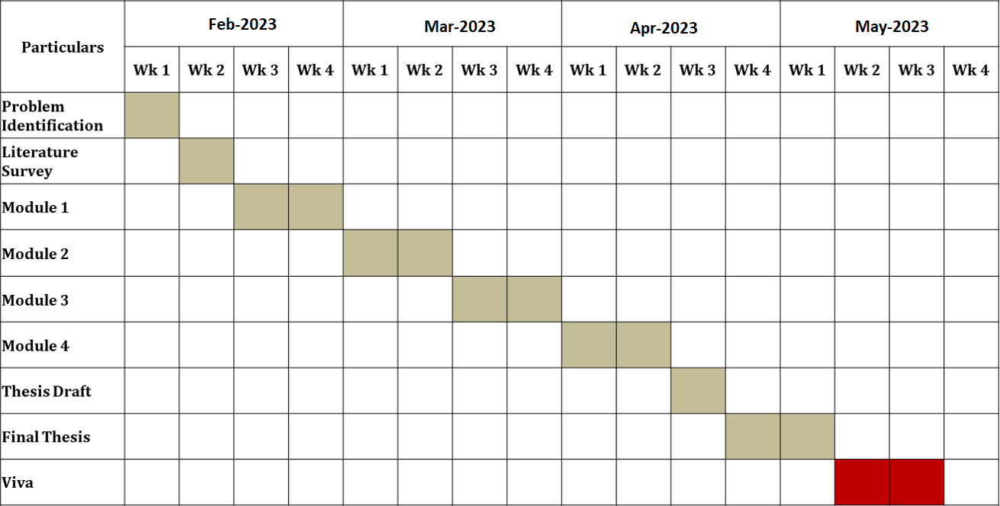 Particulars
Feb-2023
Mar-2023
Apr-2023
May-2023
Wk 1
Wk 2
Wk 3
Wk 4
Wk 1
Wk 2
Wk 3
Wk 4
Wk 1
Wk 2
Wk 3
Wk 4
Wk 1
Wk 2
Wk 3
Wk 4
Problem
Identification
Literature
Survey
Module 1
Module 2
Module 3
Module 4
Thesis Draft
Final Thesis
Viva